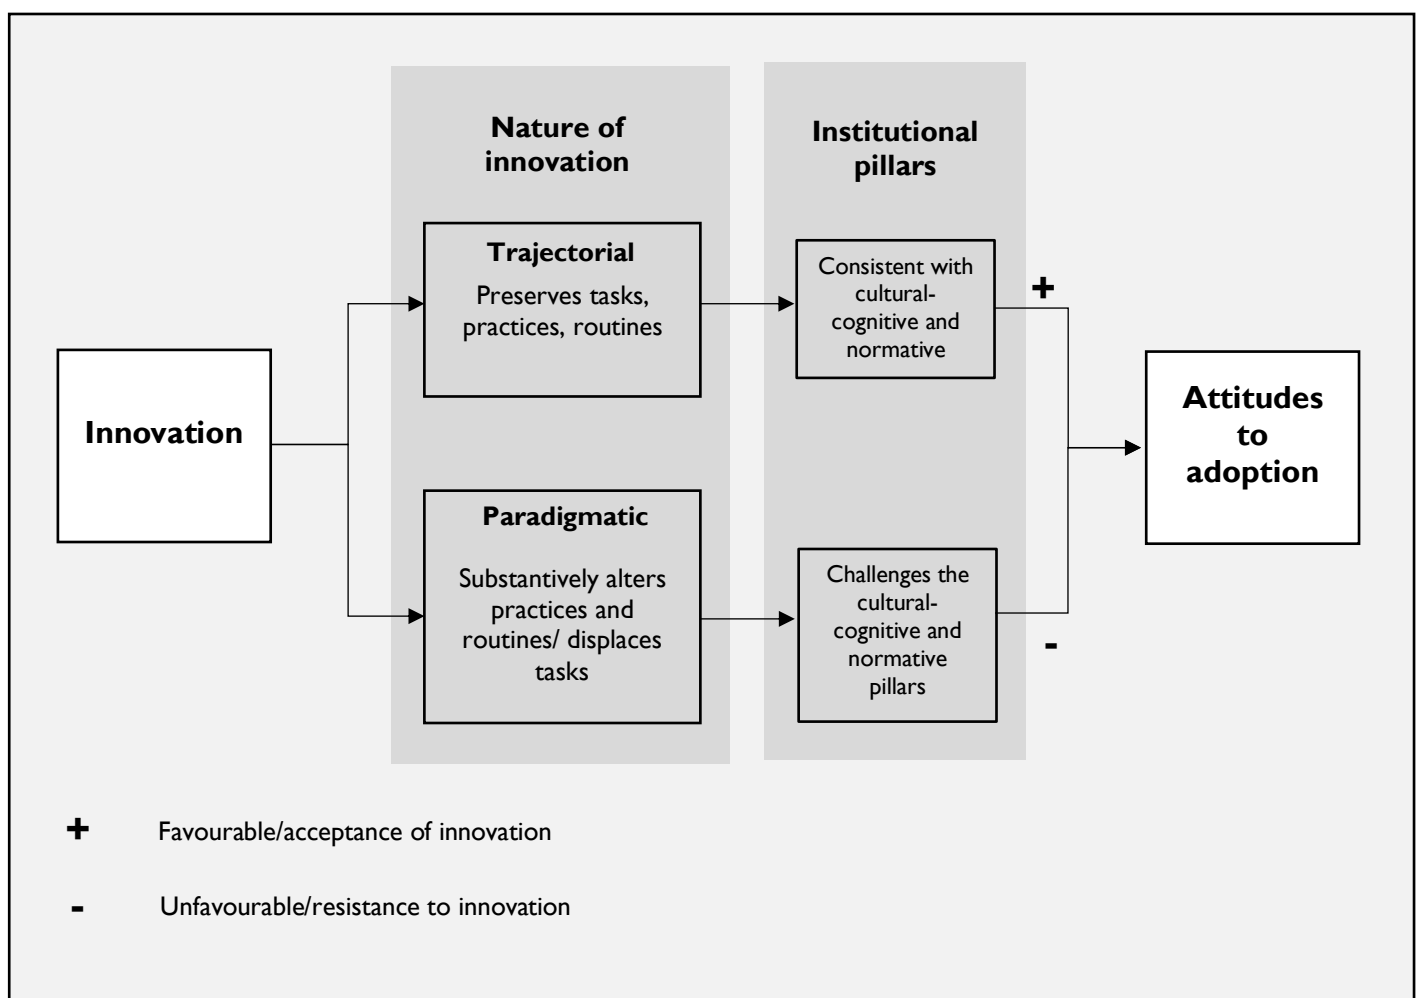 Nature of
innovation
Institutional
pillars
Trajectorial
Preserves tasks,
practices, routines
Consistent with
cultural-
cognitive and
normative
+
Innovation
Attitudes
to
adoption
Paradigmatic
Substantively alters
practices and
routines/ displaces
tasks
Challenges the
cultural-
cognitive and
normative
pillars
-
+ Favourable/acceptance of innovation
- Unfavourable/resistance to innovation